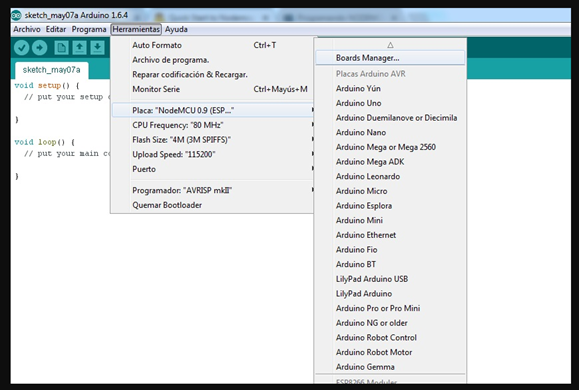 sketch_may07a Arduino 1.6.4
Archivo Editar Programa Herramientas Ayuda
sketch_may07a
void setup() {
// put your setup
}
void loop() {
// put your main
}
Auto Formato Ctrl+T
Archivo de programa.
Reparar codificación & Recargar.
Monitor Serie Ctrl+Mayús+M
Placa: "NodeMCU 0.9 (ESP..."
CPU Frequency: "80 MHz"
Flash Size: "4M (3M SPIFFS)"
Upload Speed: "115200"
Puerto
Programador: "AVRISP mkII"
Quemar Bootloader
Boards Manager...
Placas Arduino AVR
Arduino Yún
Arduino Uno
Arduino Duemilanove or Diecimila
Arduino Nano
Arduino Mega or Mega 2560
Arduino Mega ADK
Arduino Leonardo
Arduino Micro
Arduino Esplora
Arduino Mini
Arduino Ethernet
Arduino Fio
Arduino BT
LilyPad Arduino USB
LilyPad Arduino
Arduino Pro or Pro Mini
Arduino NG or older
Arduino Robot Control
Arduino Robot Motor
Arduino Gemma
ESP8266 Modules